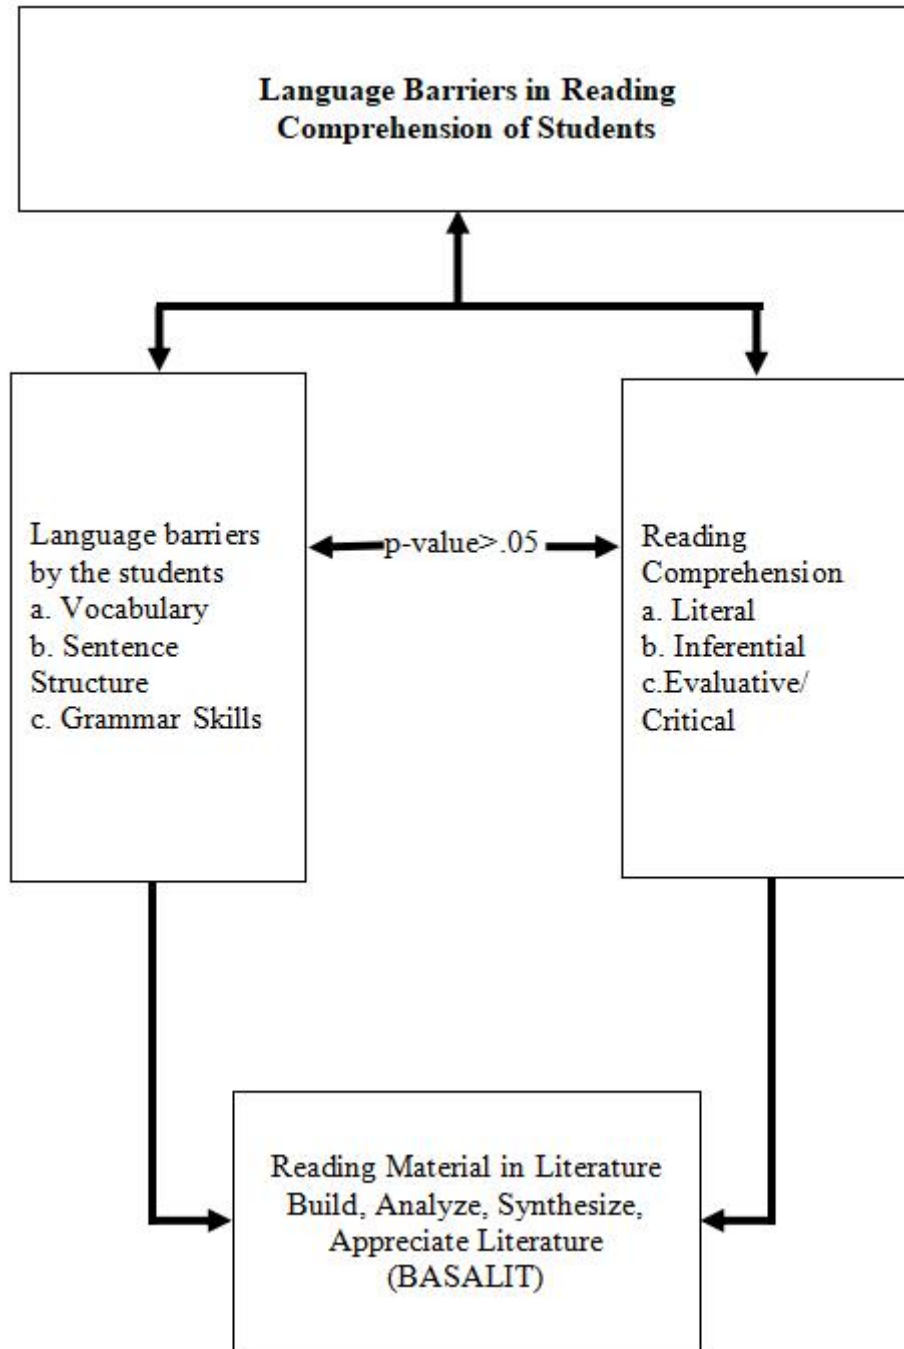 Language Barriers in Reading
Comprehension of Students
Language barriers
by the students
a. Vocabulary
b. Sentence
Structure
c. Grammar Skills
p-value>.05
Reading
Comprehension
a. Literal
b. Inferential
c.Evaluative/
Critical
Reading Material in Literature
Build, Analyze, Synthesize,
Appreciate Literature
(BASALIT)